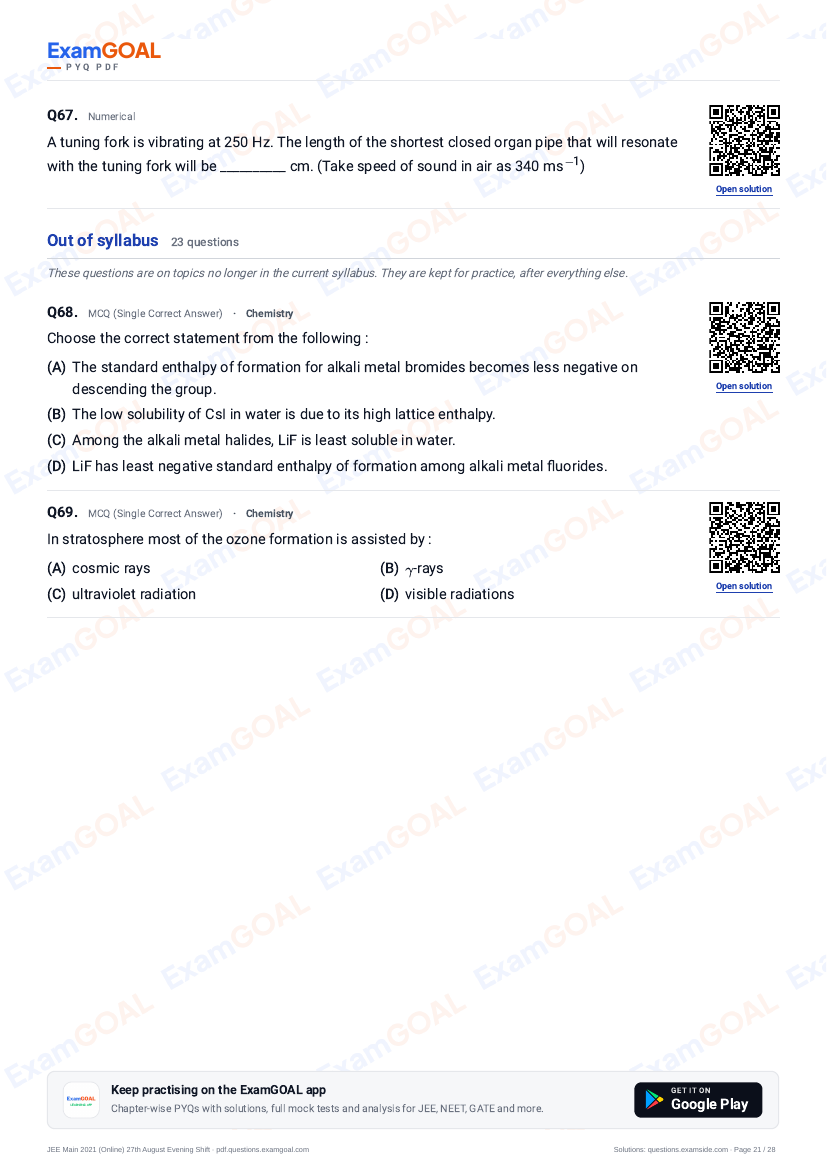 ExamGOAL
PYQ PDF
Q67. Numerical
A tuning fork is vibrating at 250 Hz. The length of the shortest closed organ pipe that will resonate
with the tuning fork will be __________ cm. (Take speed of sound in air as 340 ms⁻¹)
Open solution
Out of syllabus 23 questions
These questions are on topics no longer in the current syllabus. They are kept for practice, after everything else.
Q68. MCQ (Single Correct Answer) · Chemistry
Choose the correct statement from the following :
(A) The standard enthalpy of formation for alkali metal bromides becomes less negative on
descending the group.
(B) The low solubility of CsI in water is due to its high lattice enthalpy.
(C) Among the alkali metal halides, LiF is least soluble in water.
(D) LiF has least negative standard enthalpy of formation among alkali metal fluorides.
Open solution
Q69. MCQ (Single Correct Answer) · Chemistry
In stratosphere most of the ozone formation is assisted by :
(A) cosmic rays (B) γ-rays
(C) ultraviolet radiation (D) visible radiations
Open solution
Keep practising on the ExamGOAL app
Chapter-wise PYQs with solutions, full mock tests and analysis for JEE, NEET, GATE and more.
GET IT ON
Google Play
JEE Main 2021 (Online) 27th August Evening Shift · pdf.questions.examgoal.com
Solutions: questions.examside.com · Page 21 / 28